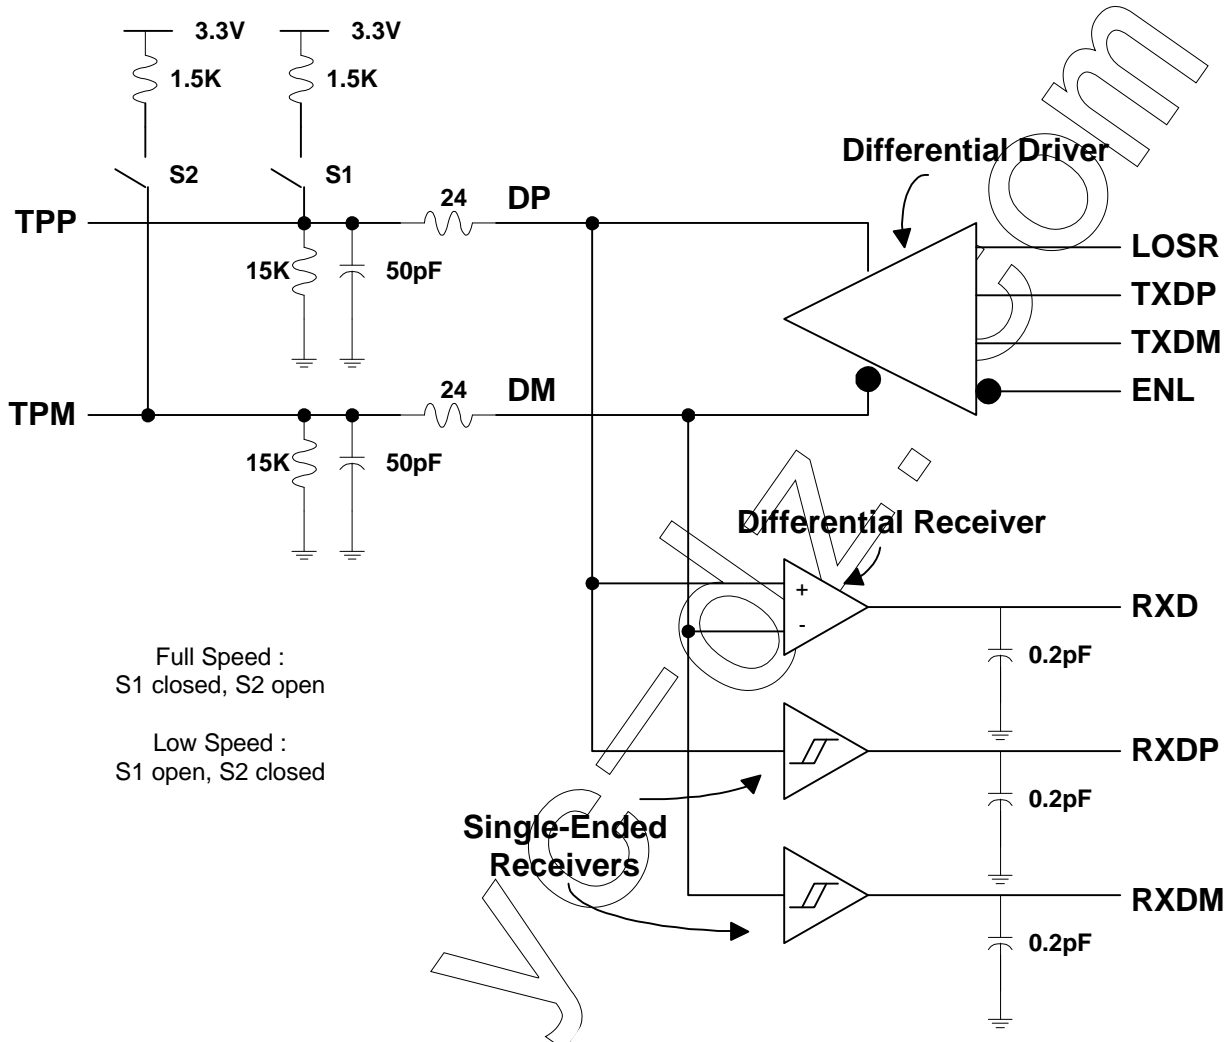 3.3V
3.3V
1.5K
1.5K
Differential Driver
S2
S1
24
DP
TPP
LOSR
15K
50pF
TXDP
TXDM
24
DM
ENL
TPM
15K
50pF
Differential Receiver
+
-
RXD
0.2pF
Full Speed :
S1 closed, S2 open
Low Speed :
S1 open, S2 closed
RXDP
0.2pF
Single-Ended
Receivers
RXDM
0.2pF